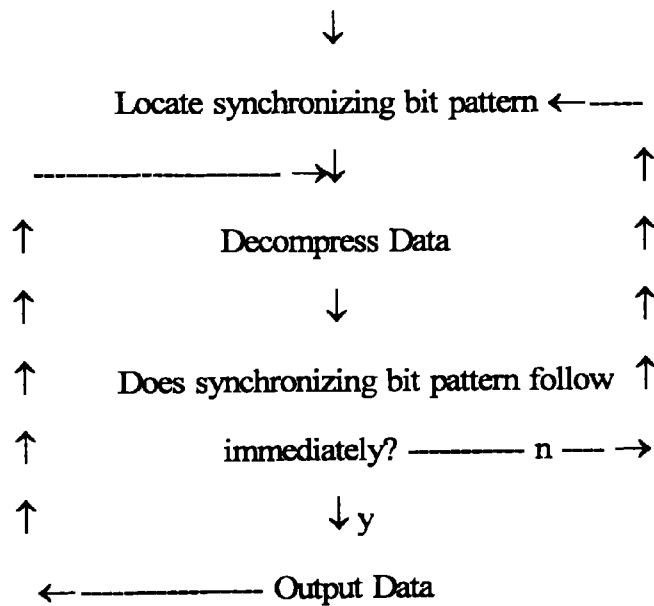 Locate synchronizing bit pattern
Decompress Data
Does synchronizing bit pattern follow
immediately? n
y
Output Data